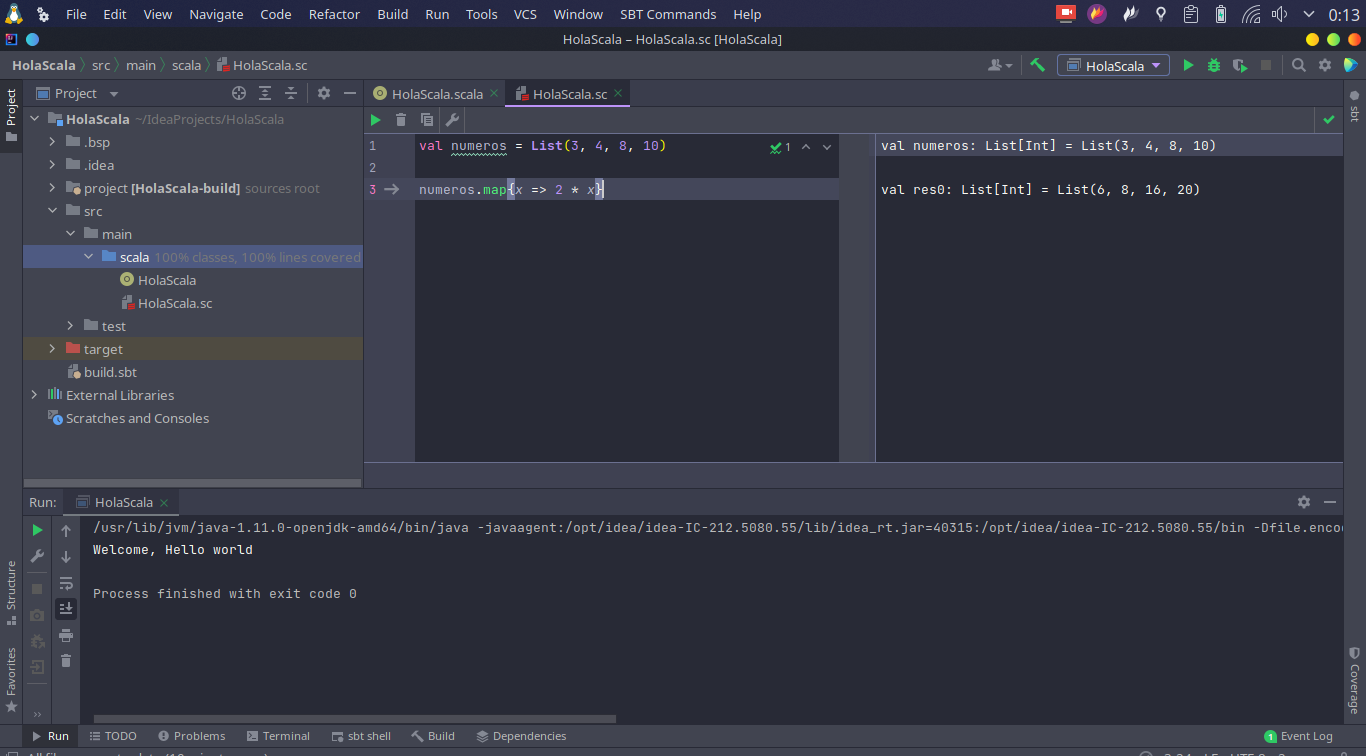 File Edit View Navigate Code Refactor Build Run Tools VCS Window SBT Commands Help 0:13
HolaScala – HolaScala.sc [HolaScala]
HolaScala src main scala HolaScala.sc HolaScala
Project
Project
HolaScala.scala
HolaScala.sc
sbt
HolaScala ~/IdeaProjects/HolaScala
.bsp
.idea
project [HolaScala-build] sources root
src
main
scala 100% classes, 100% lines covered
HolaScala
HolaScala.sc
test
target
build.sbt
External Libraries
Scratches and Consoles
1 val numeros = List(3, 4, 8, 10) 1
2
3 numeros.map{x => 2 * x}
val numeros: List[Int] = List(3, 4, 8, 10)
val res0: List[Int] = List(6, 8, 16, 20)
Run: HolaScala
/usr/lib/jvm/java-1.11.0-openjdk-amd64/bin/java -javaagent:/opt/idea/idea-IC-212.5080.55/lib/idea_rt.jar=40315:/opt/idea/idea-IC-212.5080.55/bin -Dfile.enco
Welcome, Hello world
Process finished with exit code 0
Structure
Favorites
Coverage
Run TODO Problems Terminal sbt shell Build Dependencies 1 Event Log